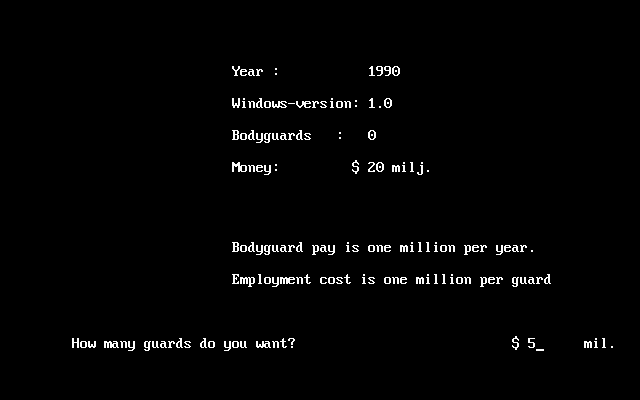 Year : 1990
Windows-version: 1.0
Bodyguards : 0
Money: $ 20 milj.
Bodyguard pay is one million per year.
Employment cost is one million per guard
How many guards do you want? $ 5_ mil.